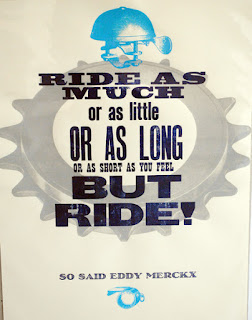 RIDE AS
MUCH
or as little
OR AS LONG
OR AS SHORT AS YOU FEEL
BUT
RIDE!
SO SAID EDDY MERCKX